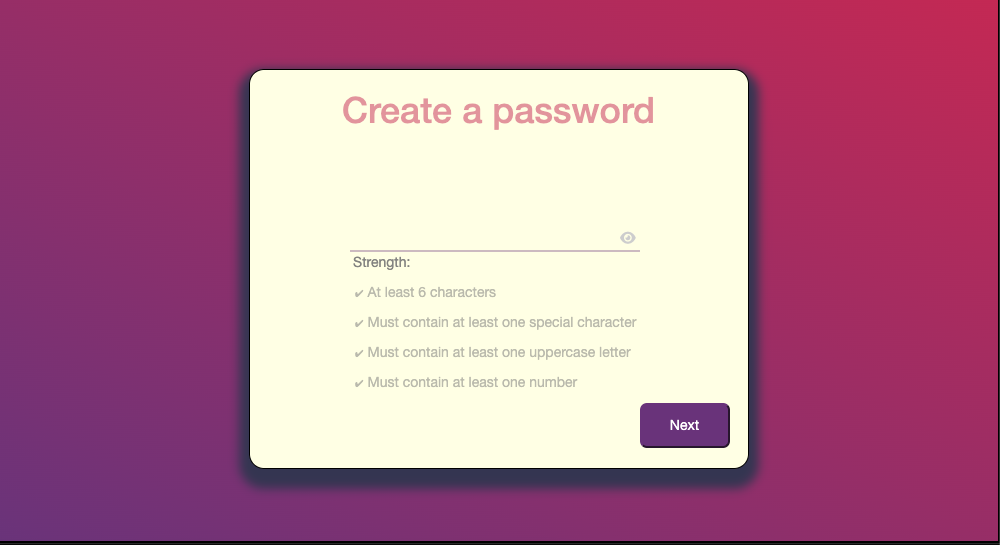 Create a password
Strength:
✔ At least 6 characters
✔ Must contain at least one special character
✔ Must contain at least one uppercase letter
✔ Must contain at least one number
Next